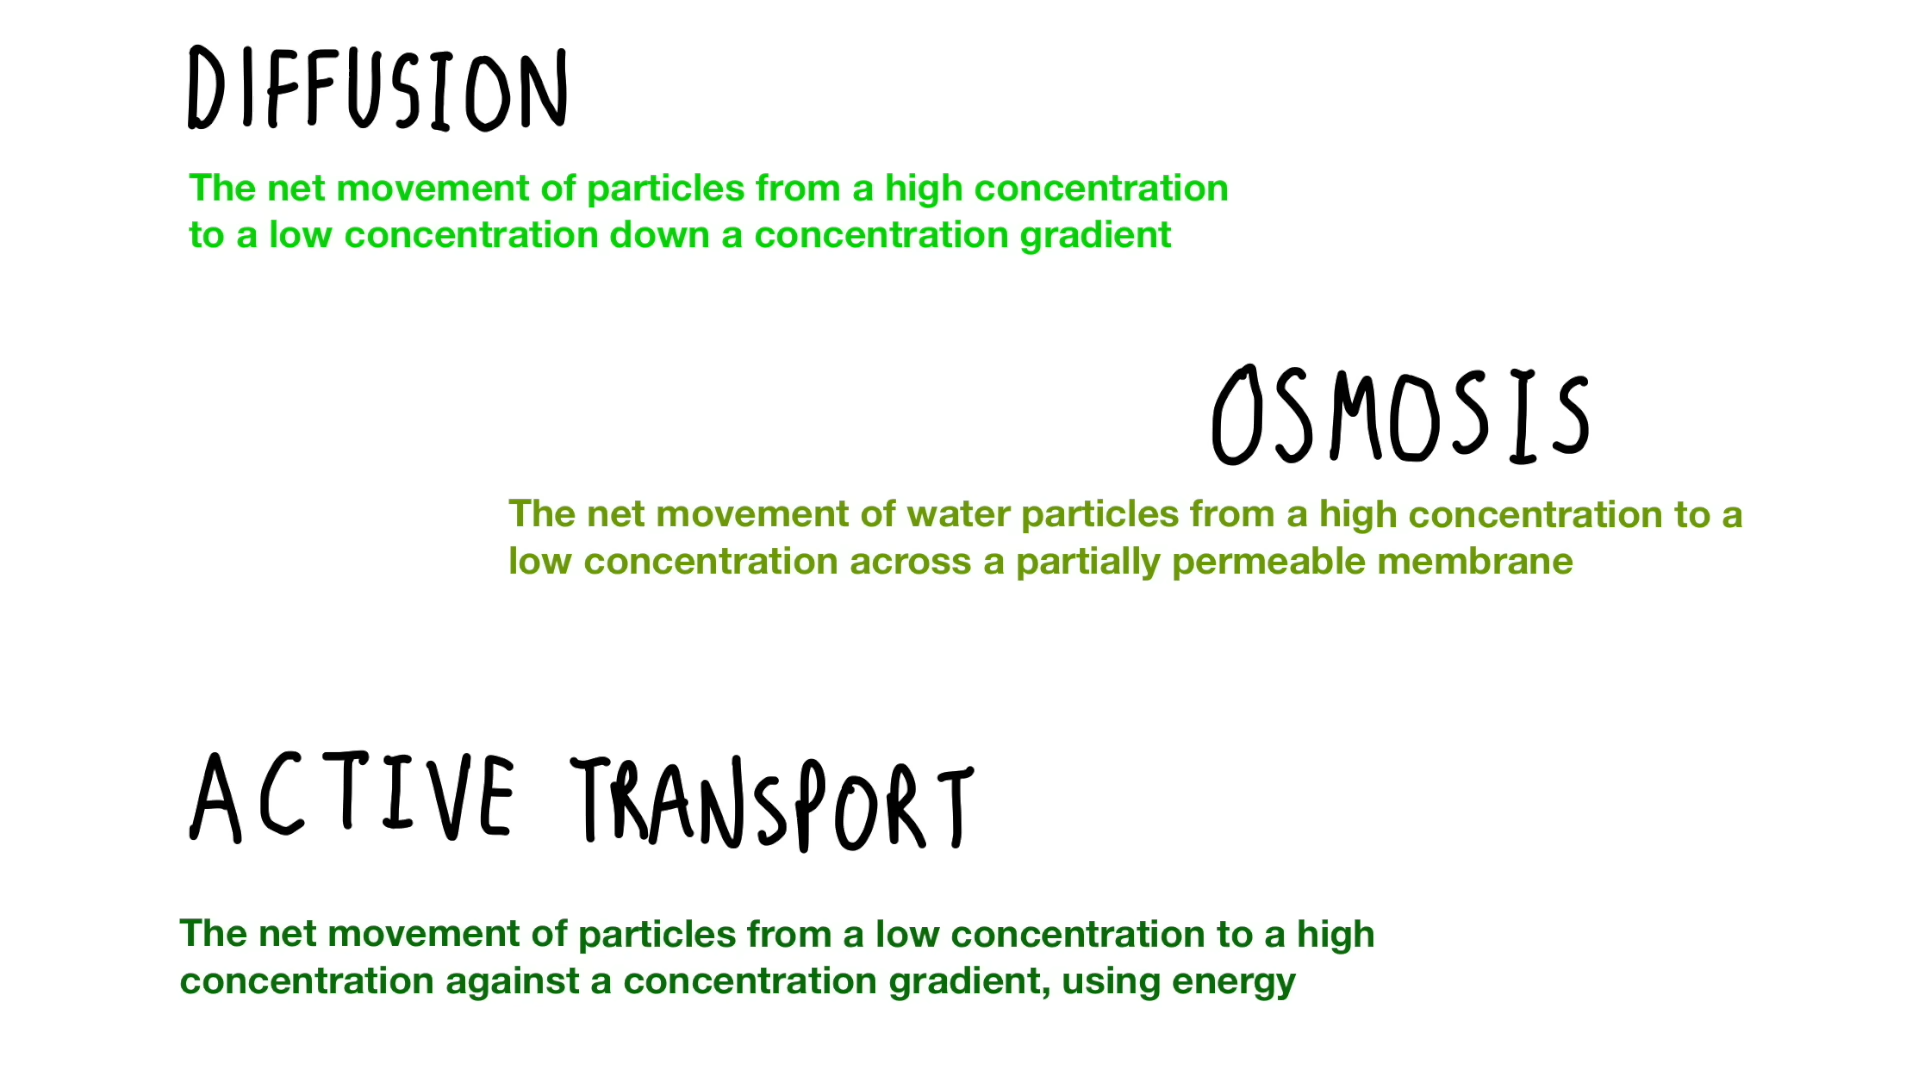 DIFFUSION
The net movement of particles from a high concentration
to a low concentration down a concentration gradient
OSMOSIS
The net movement of water particles from a high concentration to a
low concentration across a partially permeable membrane
ACTIVE TRANSPORT
The net movement of particles from a low concentration to a high
concentration against a concentration gradient, using energy